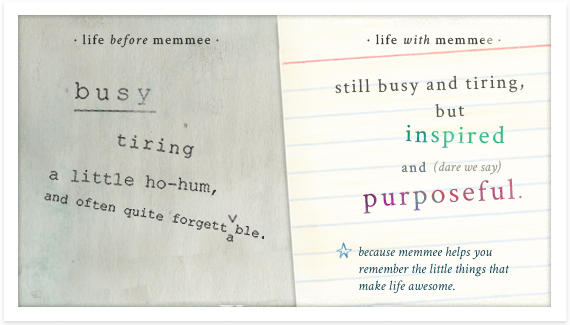 · life before memmee ·
busy
tiring
a little ho-hum,
and often quite forgettable.
· life with memmee ·
still busy and tiring,
but
inspired
and (dare we say)
purposeful.
because memmee helps you
remember the little things that
make life awesome.